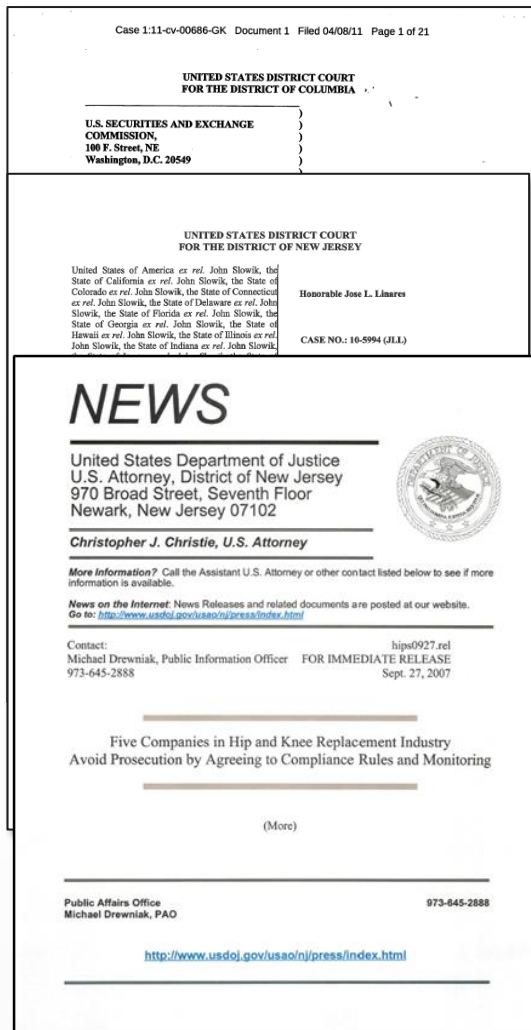 Case 1:11-cv-00686-GK Document 1 Filed 04/08/11 Page 1 of 21
UNITED STATES DISTRICT COURT
FOR THE DISTRICT OF COLUMBIA
U.S. SECURITIES AND EXCHANGE
COMMISSION,
100 F. Street, NE
Washington, D.C. 20549
UNITED STATES DISTRICT COURT
FOR THE DISTRICT OF NEW JERSEY
United States of America ex rel. John Slowik, the
State of California ex rel. John Slowik, the State of
Colorado ex rel. John Slowik, the State of Connecticut
ex rel. John Slowik, the State of Delaware ex rel. John
Slowik, the State of Florida ex rel. John Slowik, the
State of Georgia ex rel. John Slowik, the State of
Hawaii ex rel. John Slowik, the State of Illinois ex rel.
John Slowik, the State of Indiana ex rel. John Slowik,
Honorable Jose L. Linares
CASE NO.: 10-5994 (JLL)
NEWS
United States Department of Justice
U.S. Attorney, District of New Jersey
970 Broad Street, Seventh Floor
Newark, New Jersey 07102
Christopher J. Christie, U.S. Attorney
More Information? Call the Assistant U.S. Attorney or other contact listed below to see if more
information is available.
News on the Internet: News Releases and related documents are posted at our website.
Go to: http://www.usdoj.gov/usao/nj/press/index.html
Contact: hips0927.rel
Michael Drewniak, Public Information Officer FOR IMMEDIATE RELEASE
973-645-2888 Sept. 27, 2007
Five Companies in Hip and Knee Replacement Industry
Avoid Prosecution by Agreeing to Compliance Rules and Monitoring
(More)
Public Affairs Office 973-645-2888
Michael Drewniak, PAO
http://www.usdoj.gov/usao/nj/press/index.html